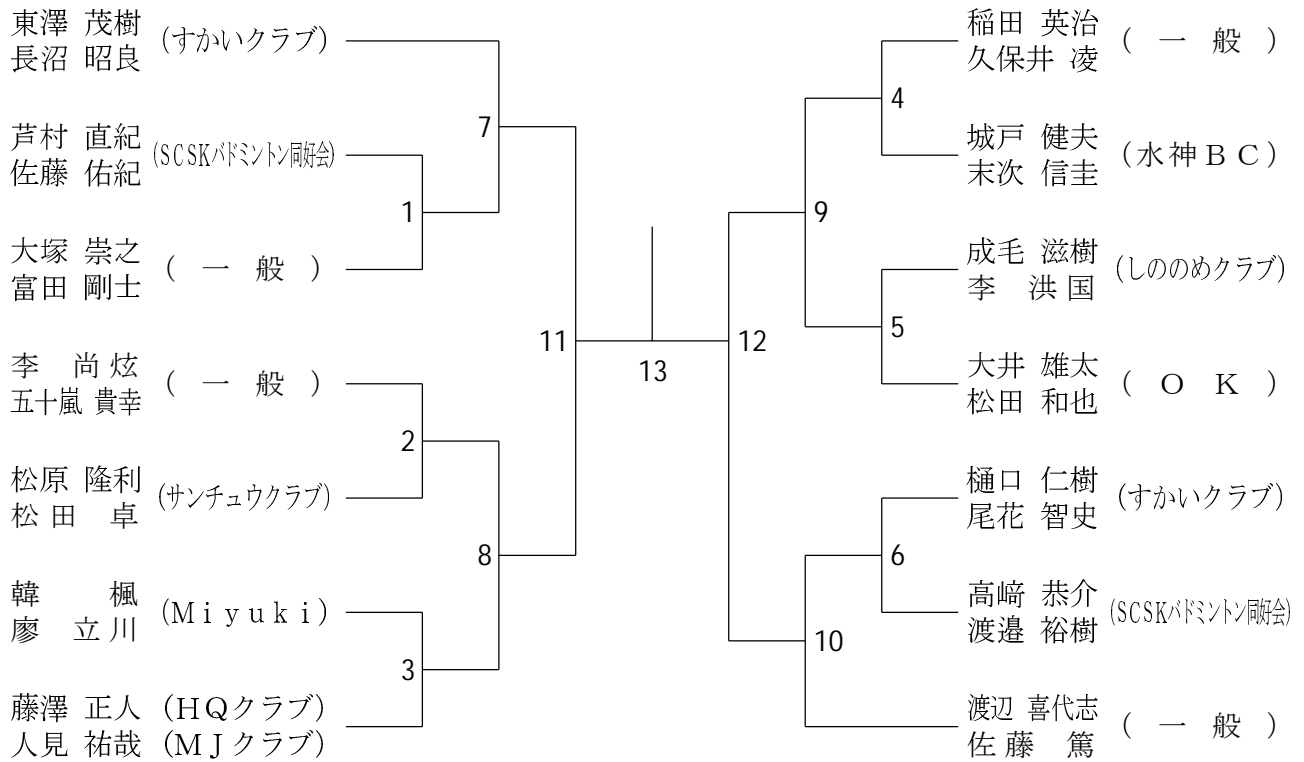 東澤 茂樹 (すかいクラブ)
長沼 昭良
芦村 直紀 (SCSKバドミントン同好会)
佐藤 佑紀
大塚 崇之 ( 一 般 )
富田 剛士
李 尚炫 ( 一 般 )
五十嵐 貴幸
松原 隆利 (サンチュウクラブ)
松田 卓
韓 楓 (Miyuki)
廖 立川
藤澤 正人 (HQクラブ)
人見 祐哉 (MJクラブ)
7
1
11
2
8
3
13
稲田 英治 ( 一 般 )
久保井 凌
城戸 健夫 (水神BC)
末次 信圭
成毛 滋樹 (しののめクラブ)
李 洪国
大井 雄太 ( O K )
松田 和也
樋口 仁樹 (すかいクラブ)
尾花 智史
高﨑 恭介 (SCSKバドミントン同好会)
渡邉 裕樹
渡辺 喜代志 ( 一 般 )
佐藤 篤
4
9
5
12
6
10